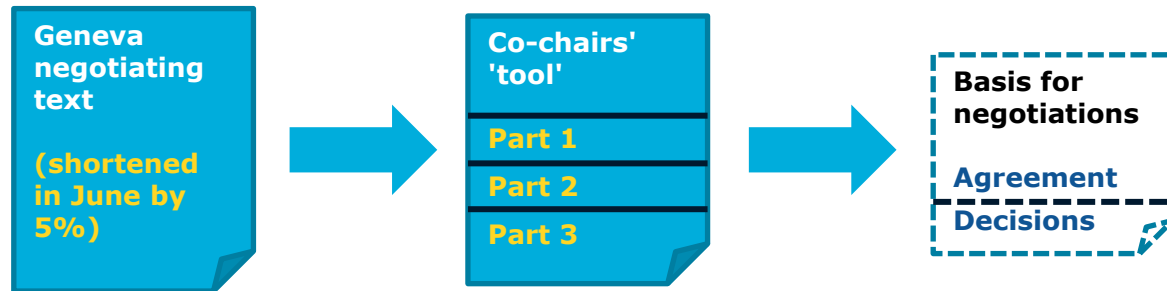 Geneva
negotiating
text
(shortened
in June by
5%)
Co-chairs'
'tool'
Part 1
Part 2
Part 3
Basis for
negotiations
Agreement
Decisions